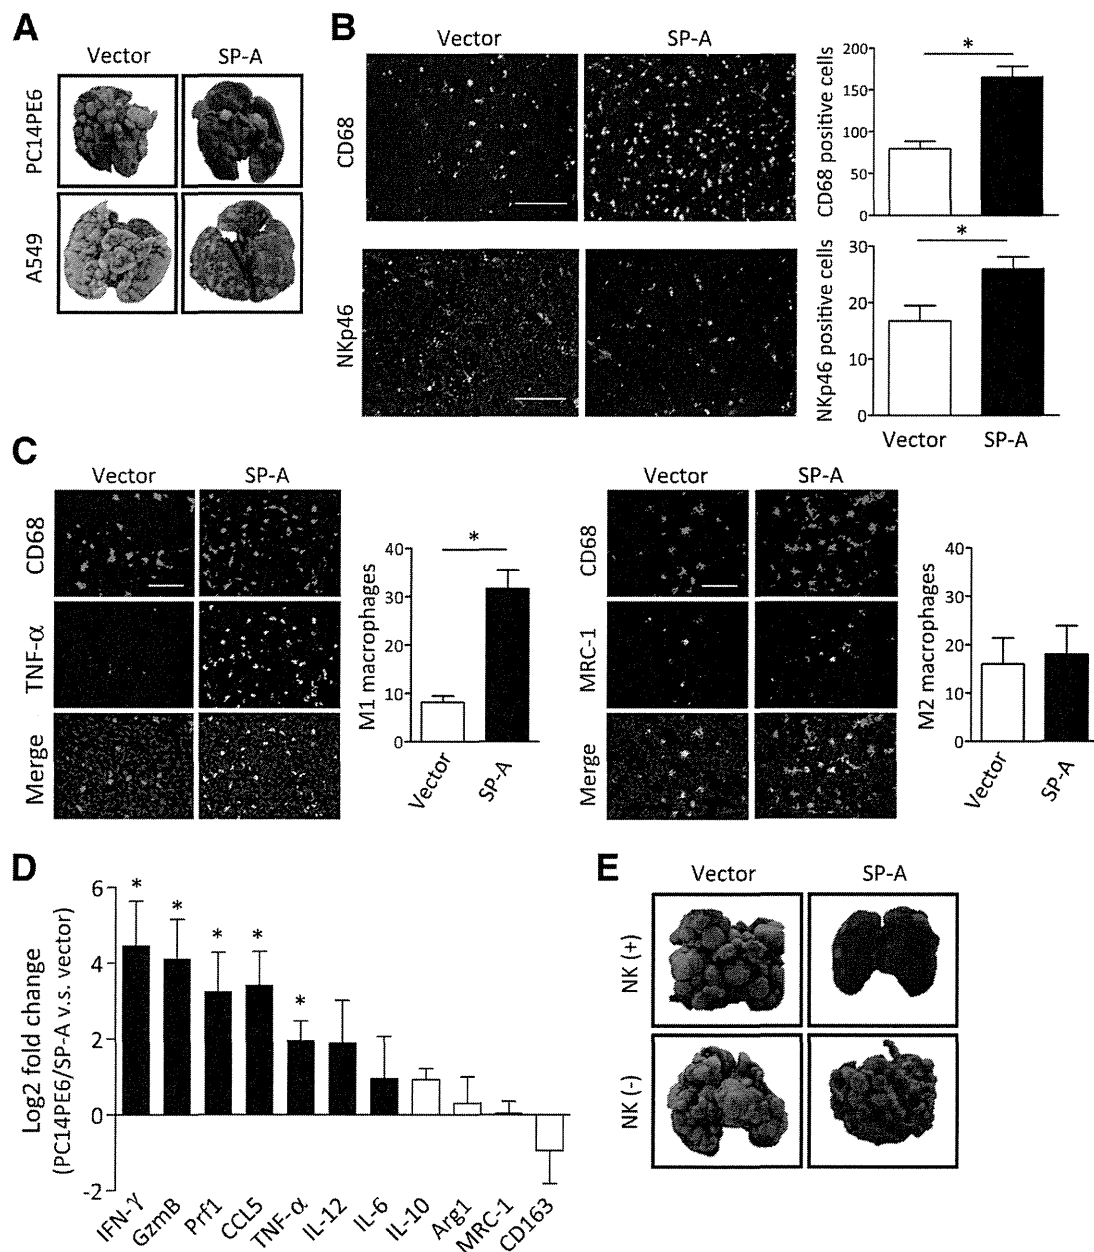 A
Vector
SP-A
PC14PE6
A549
B
Vector
SP-A
CD68
NKp46
CD68 positive cells
200
150
100
50
0
*
NKp46 positive cells
30
20
10
0
*
Vector
SP-A
C
Vector
SP-A
CD68
TNF-α
Merge
M1 macrophages
40
30
20
10
0
*
Vector
SP-A
Vector
SP-A
CD68
MRC-1
Merge
M2 macrophages
40
30
20
10
0
Vector
SP-A
D
Log2 fold change
(PC14PE6/SP-A v.s. vector)
6
4
2
0
-2
*
*
*
*
*
IFN-γ
GzmB
Prf1
CCL5
TNF-α
IL-12
IL-6
IL-10
Arg1
MRC-1
CD163
E
Vector
SP-A
NK (+)
NK (-)